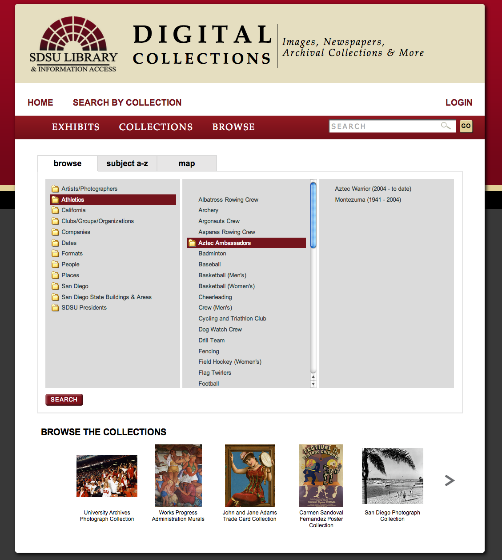 SDSU LIBRARY
& INFORMATION ACCESS
DIGITAL
COLLECTIONS
Images, Newspapers,
Archival Collections & More
HOME SEARCH BY COLLECTION LOGIN
EXHIBITS COLLECTIONS BROWSE SEARCH GO
browse subject a-z map
Artists/Photographers
Athletics
California
Clubs/Groups/Organizations
Companies
Dates
Formats
People
Places
San Diego
San Diego State Buildings & Areas
SDSU Presidents
Albatross Rowing Crew
Archery
Argonauts Crew
Aspares Rowing Crew
Aztec Ambassadors
Badminton
Baseball
Basketball (Men's)
Basketball (Women's)
Cheerleading
Crew (Men's)
Cycling and Triathlon Club
Dog Watch Crew
Drill Team
Fencing
Field Hockey (Women's)
Flag Twirlers
Football
Aztec Warrior (2004 - to date)
Montezuma (1941 - 2004)
SEARCH
BROWSE THE COLLECTIONS
University Archives
Photograph Collection
Works Progress
Administration Murals
John and Jane Adams
Trade Card Collection
Carmen Sandoval
Fernandez Poster
Collection
San Diego Photograph
Collection